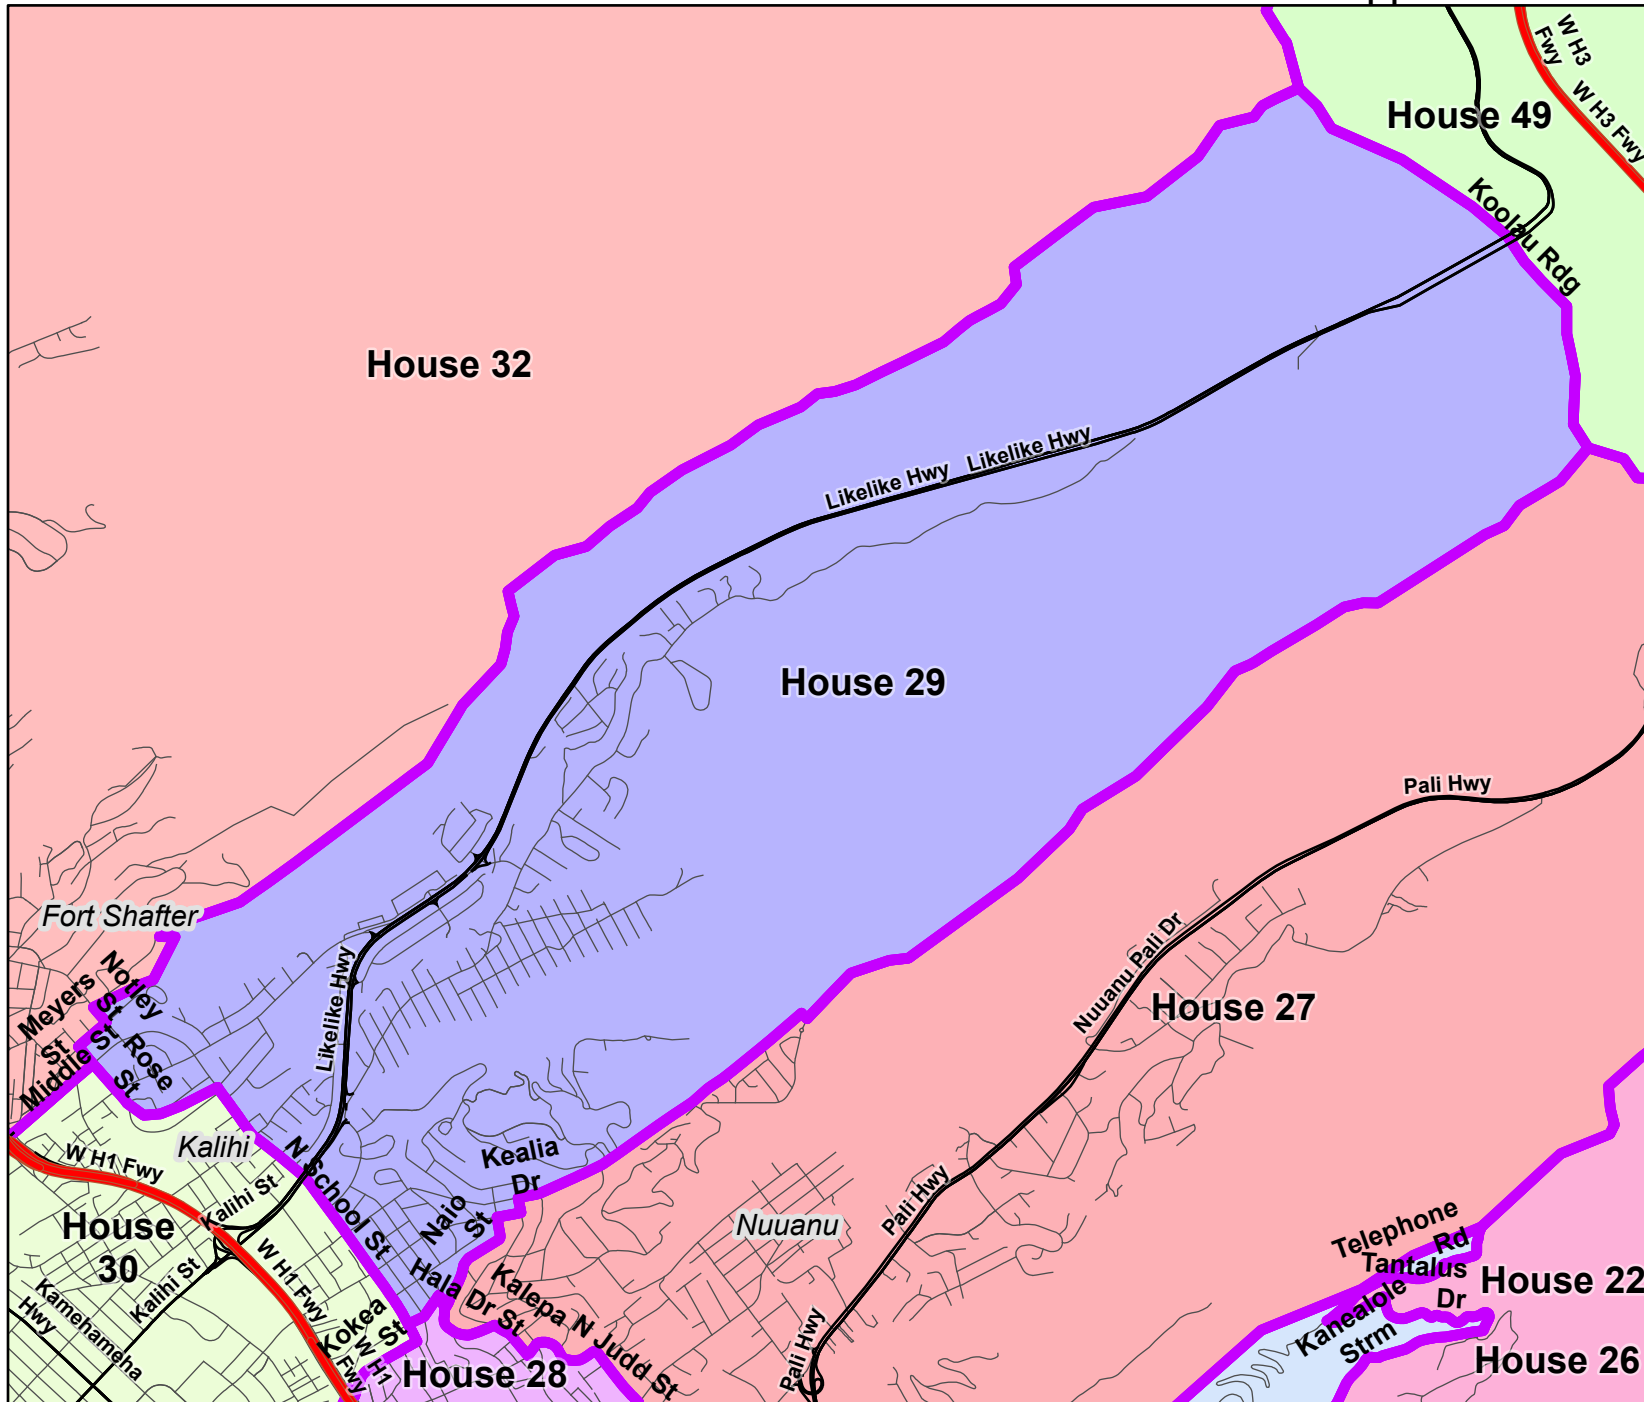 W H3
Fwy
W H3 Fwy
House 49
Koolau Rdg
House 32
Likelike Hwy
Likelike Hwy
House 29
Pali Hwy
Fort Shafter
Nuuanu Pali Dr
House 27
Likelike Hwy
Notley
St
Meyers
St
Middle St
Rose
St
Kalihi
N School St
Kealia
Dr
W H1 Fwy
Kalihi St
Naio
St
Pali Hwy
Nuuanu
House
30
W H1 Fwy
Kalihi St
Hala Dr
Kalepa
St
N Judd St
Telephone
Rd
Tantalus
Dr
House 22
Kanealole
Strm
Kamehameha
Hwy
Kokea
St
W H1
Fwy
Pali Hwy
House 28
House 26